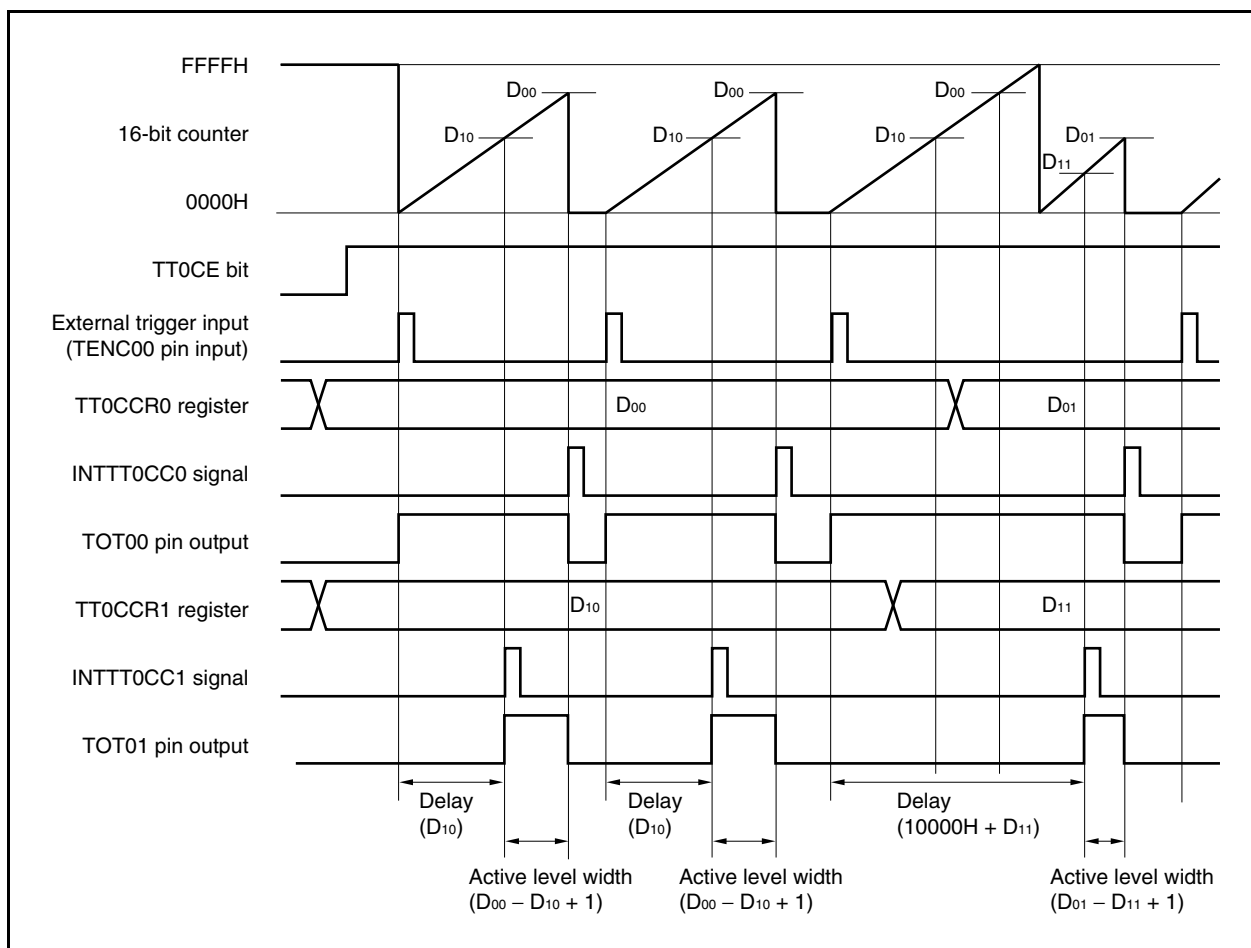 FFFFH
D00
D00
D00
16-bit counter
D10
D10
D10
D01
D11
0000H
TT0CE bit
External trigger input
(TENC00 pin input)
TT0CCR0 register
D00
D01
INTTT0CC0 signal
TOT00 pin output
TT0CCR1 register
D10
D11
INTTT0CC1 signal
TOT01 pin output
Delay
(D10)
Delay
(D10)
Delay
(10000H + D11)
Active level width
(D00 − D10 + 1)
Active level width
(D00 − D10 + 1)
Active level width
(D01 − D11 + 1)